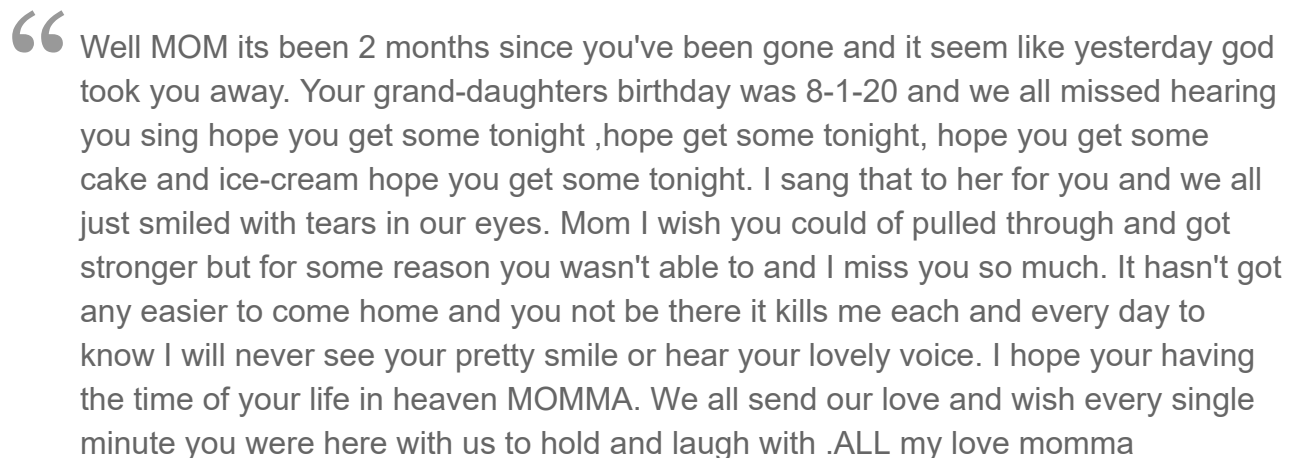 “ Well MOM its been 2 months since you've been gone and it seem like yesterday god
took you away. Your grand-daughters birthday was 8-1-20 and we all missed hearing
you sing hope you get some tonight ,hope get some tonight, hope you get some
cake and ice-cream hope you get some tonight. I sang that to her for you and we all
just smiled with tears in our eyes. Mom I wish you could of pulled through and got
stronger but for some reason you wasn't able to and I miss you so much. It hasn't got
any easier to come home and you not be there it kills me each and every day to
know I will never see your pretty smile or hear your lovely voice. I hope your having
the time of your life in heaven MOMMA. We all send our love and wish every single
minute you were here with us to hold and laugh with .ALL my love momma